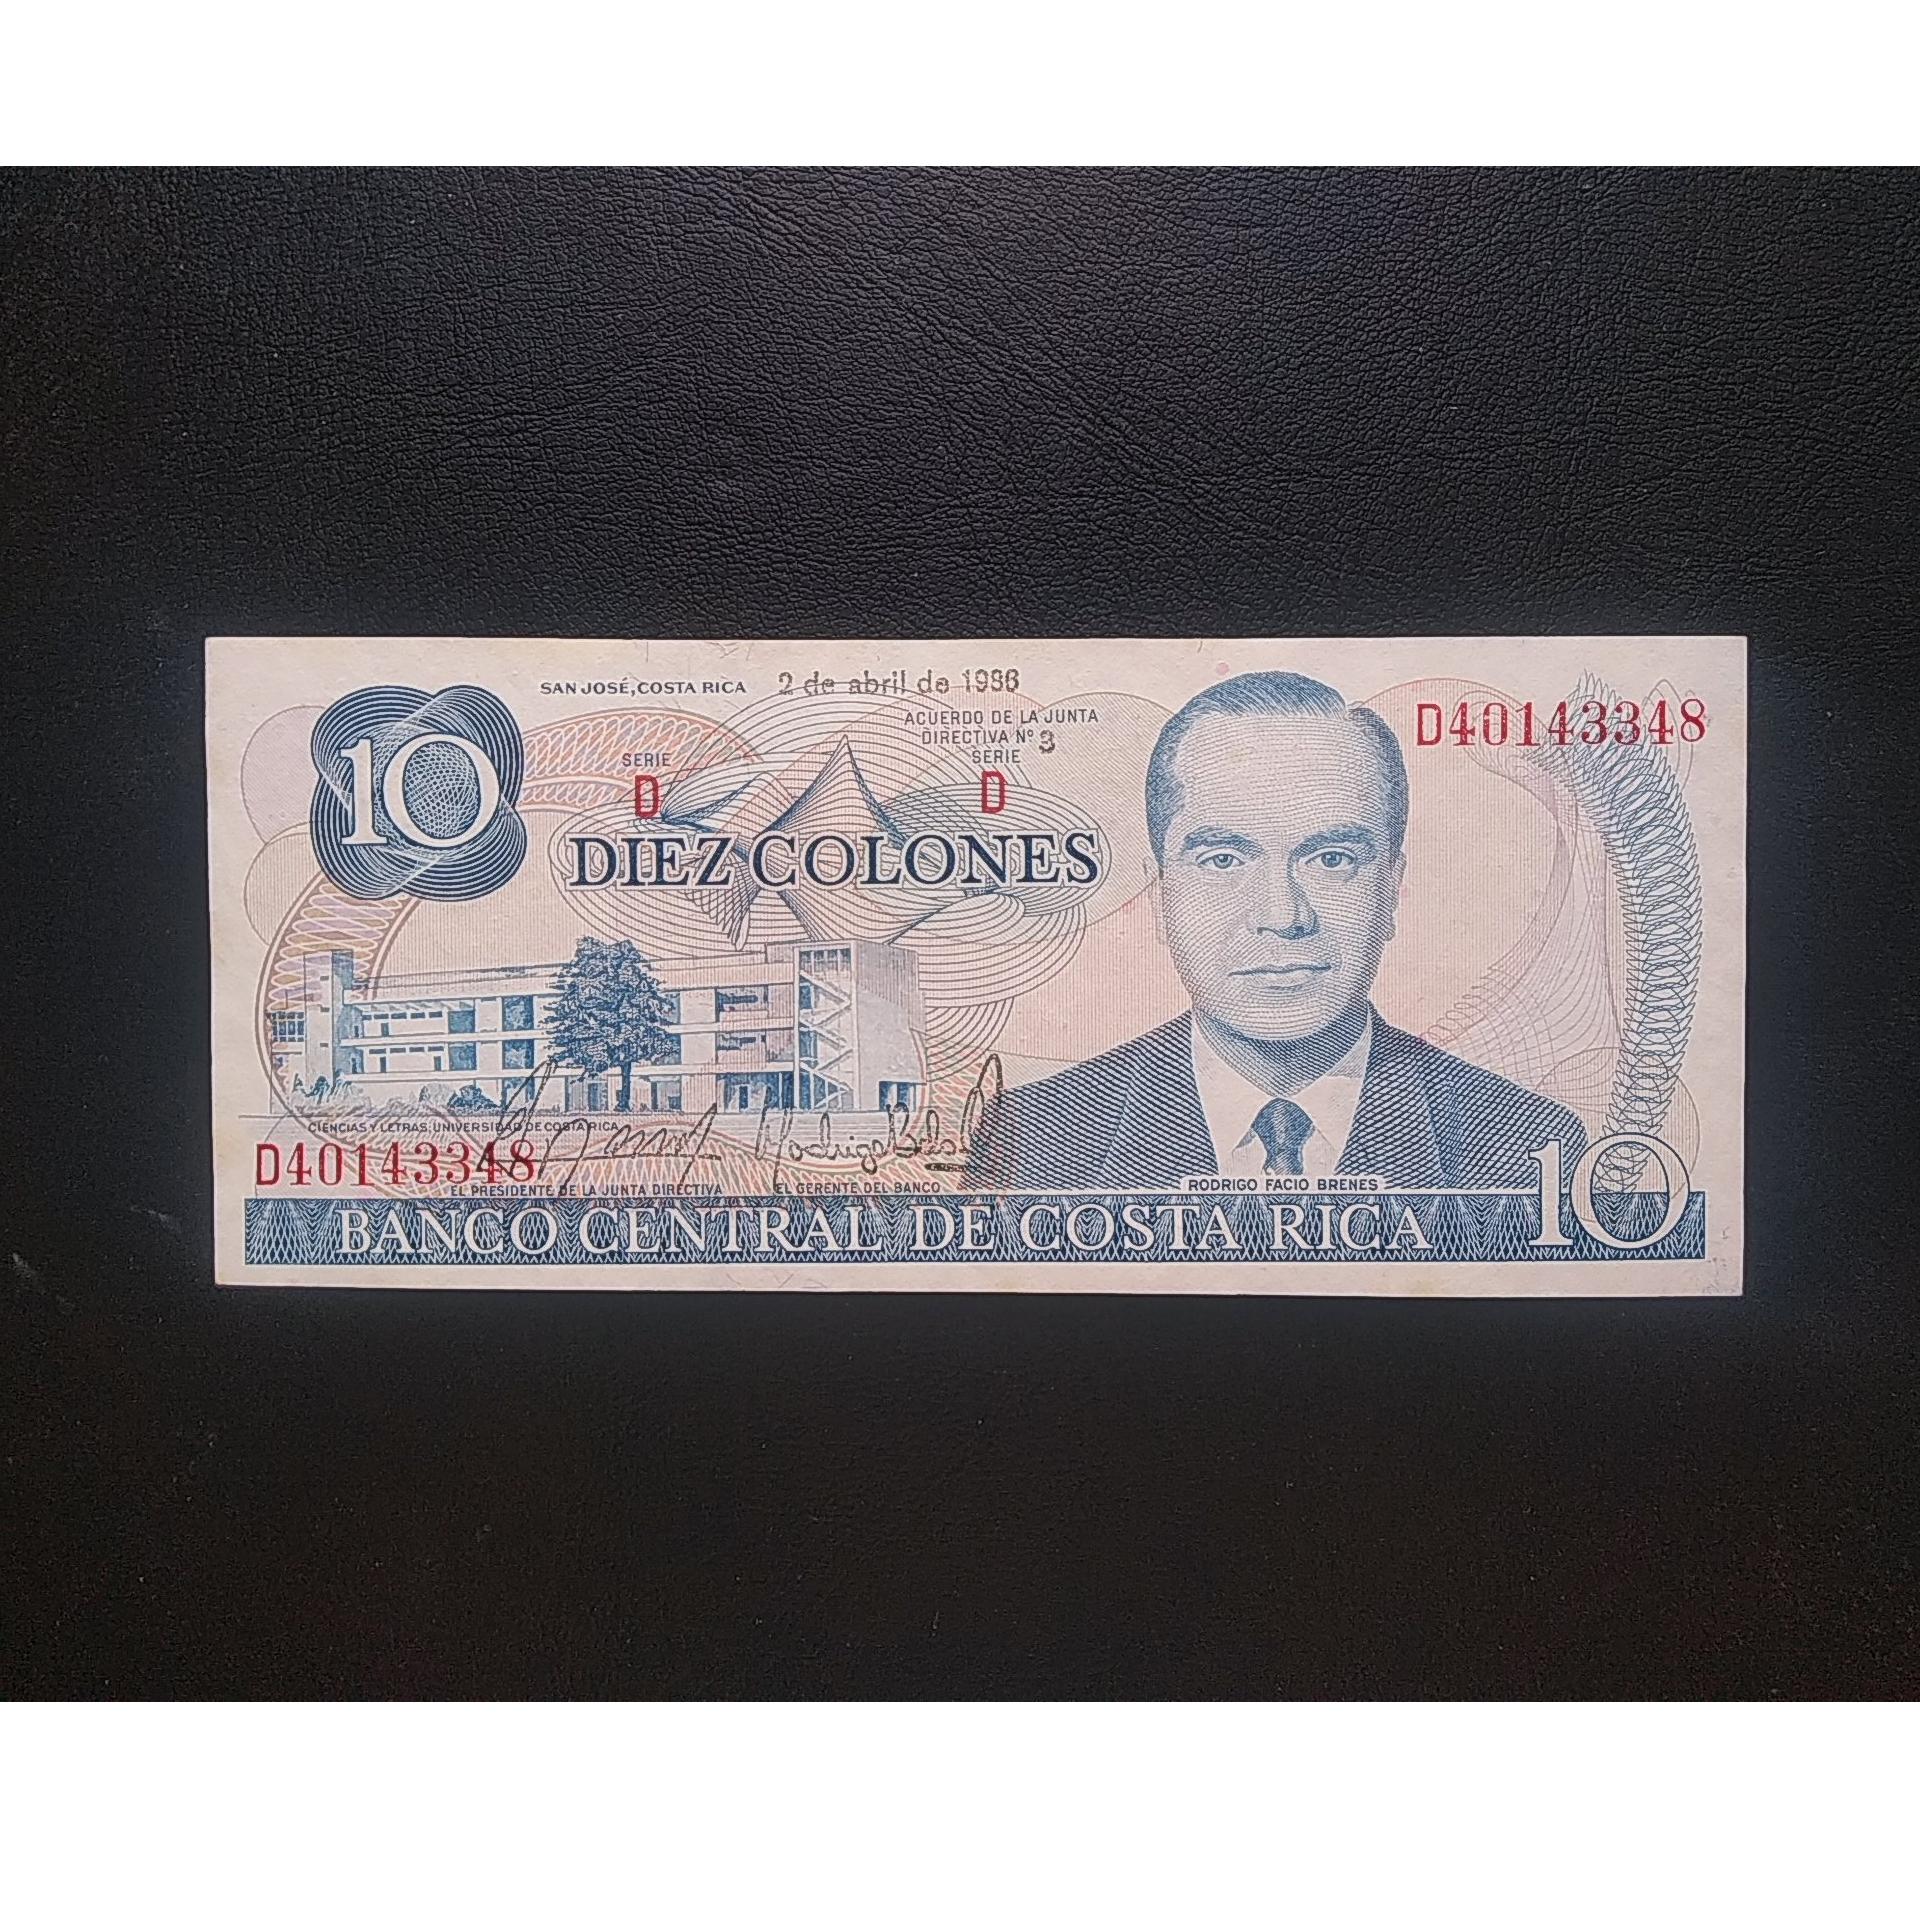 SAN JOSÉ, COSTA RICA 2 de abril de 1986
10
ACUERDO DE LA JUNTA
DIRECTIVA Nº 3
SERIE
D
SERIE
D
D40143348
DIEZ COLONES
CIENCIAS Y LETRAS, UNIVERSIDAD DE COSTA RICA
D40143348
EL PRESIDENTE DE LA JUNTA DIRECTIVA
EL GERENTE DEL BANCO
RODRIGO FACIO BRENES
BANCO CENTRAL DE COSTA RICA
10